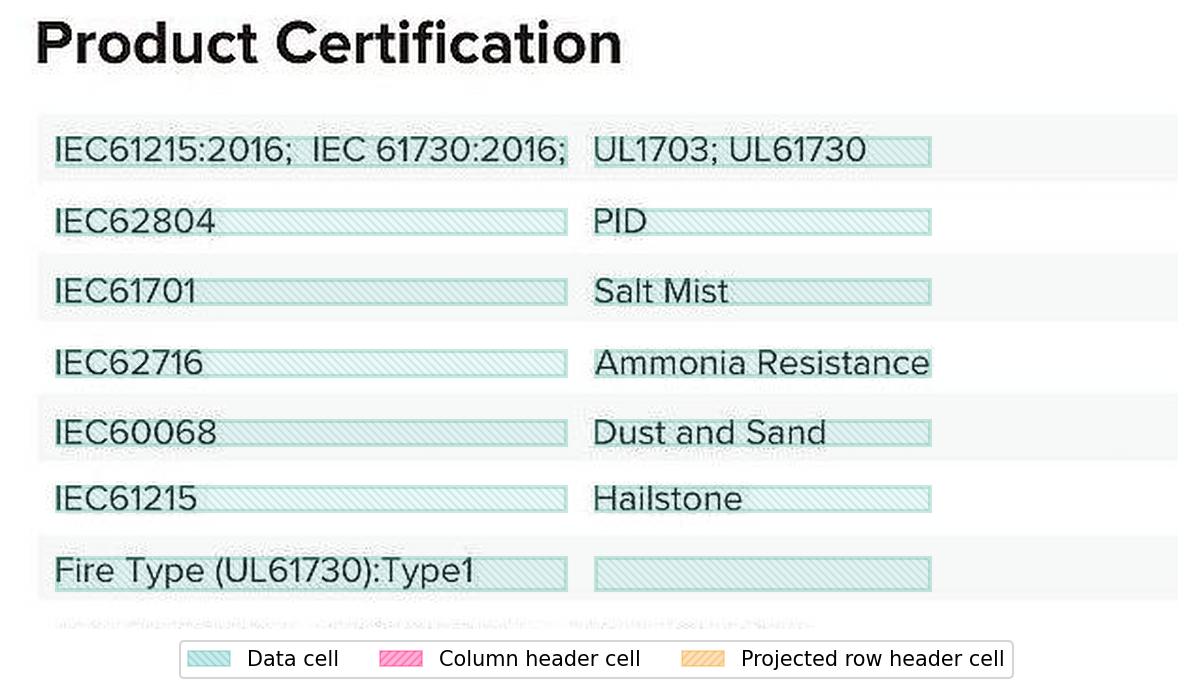 Product Certification
IEC61215:2016; IEC 61730:2016; UL1703; UL61730
IEC62804 PID
IEC61701 Salt Mist
IEC62716 Ammonia Resistance
IEC60068 Dust and Sand
IEC61215 Hailstone
Fire Type (UL61730):Type1
Data cell Column header cell Projected row header cell